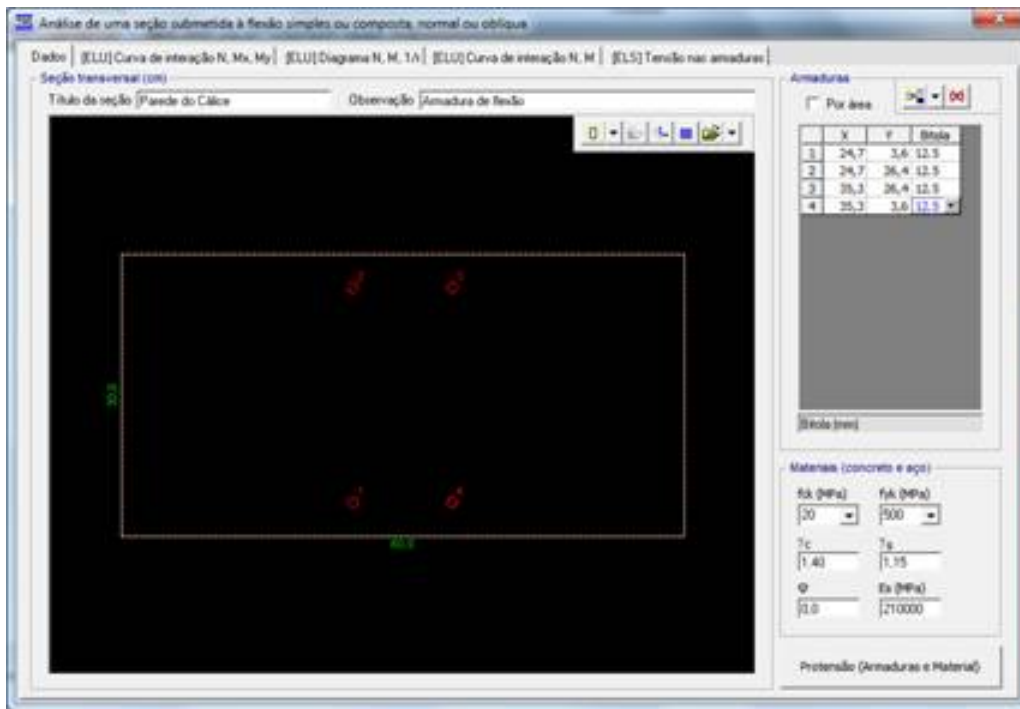 Análise de uma seção submetida à flexão simples ou composta, normal ou oblíqua
Dados [ELU] Curva de interação N, Mx, My [ELU] Diagrama N, M, 1/r [ELU] Curva de interação N, M [ELS] Tensão nas armaduras
Seção transversal (cm)
Título da seção Parede do Cálice Observação Armadura de flexão
30,0
60,0
Armaduras
Por área
X Y Bitola
1 24,7 3,6 12.5
2 24,7 26,4 12.5
3 35,3 26,4 12.5
4 35,3 3,6 12.5
Bitola (mm)
Materiais (concreto e aço)
fck (MPa) fyk (MPa)
20 500
?c ?s
1.40 1.15
φ Es (MPa)
0.0 210000
Protensão (Armaduras e Material)